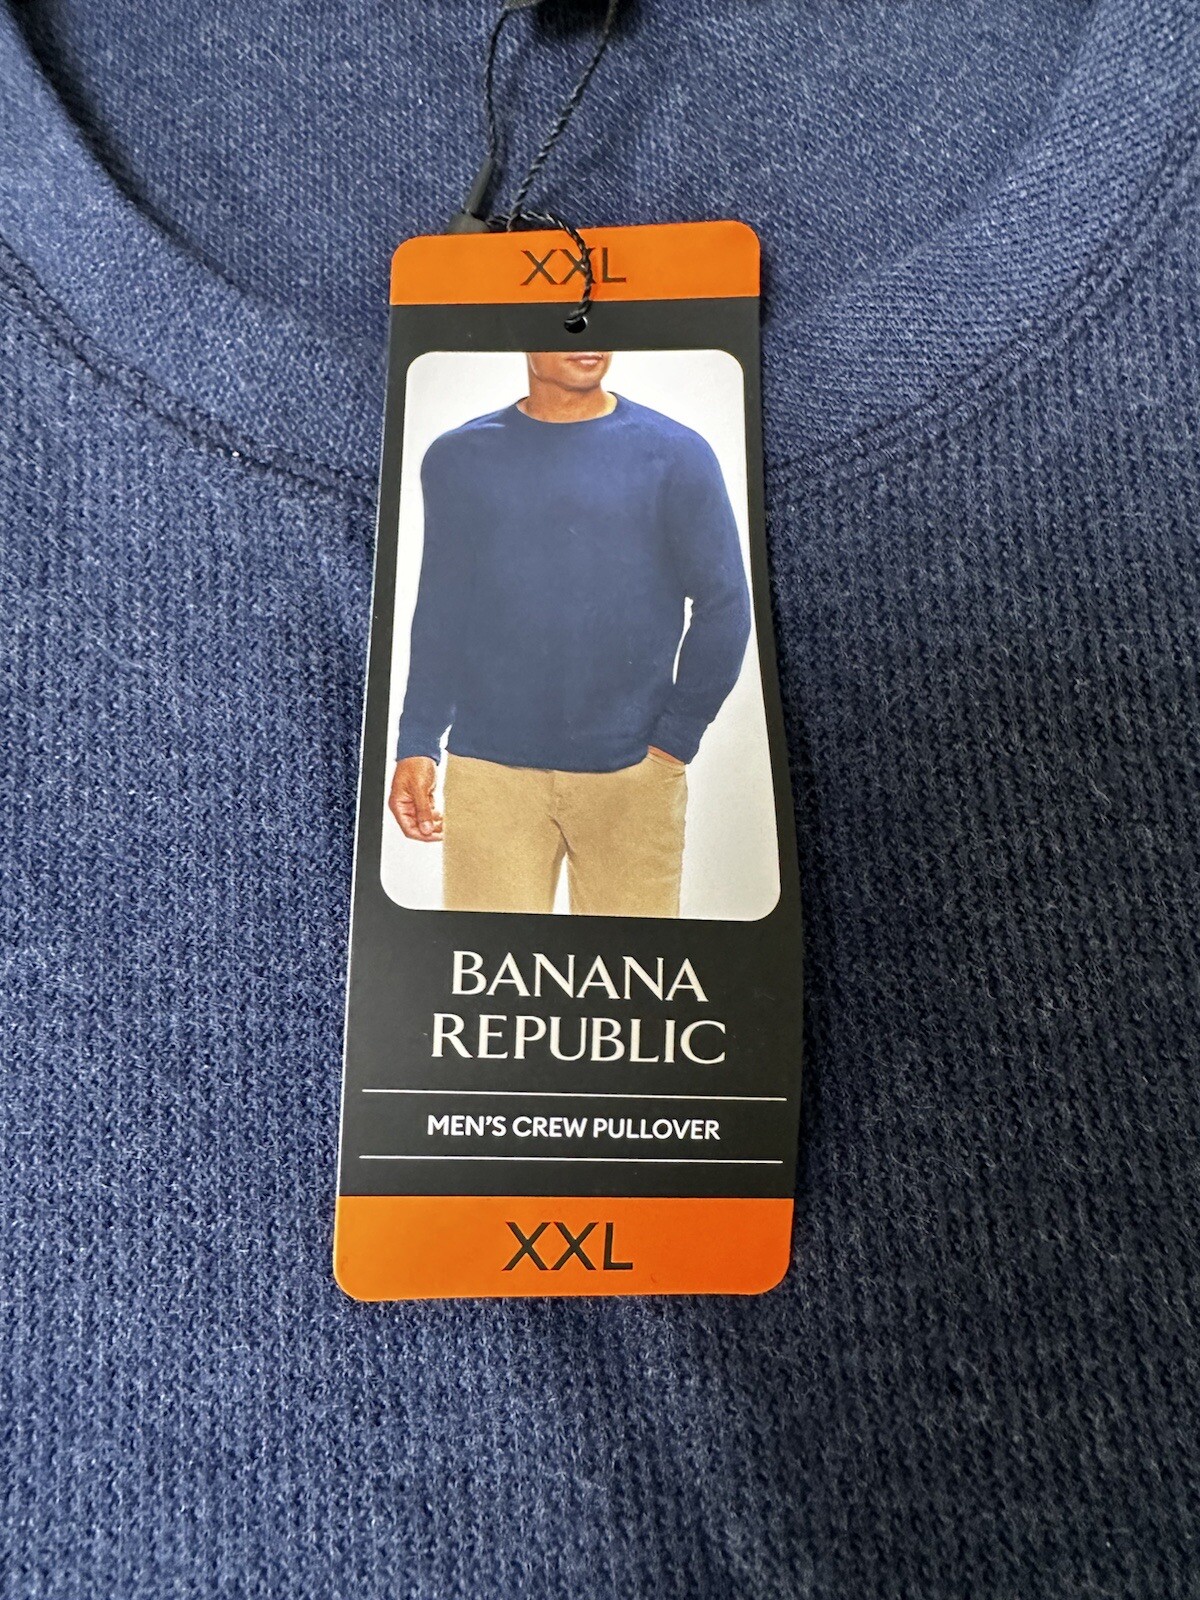 XXL
BANANA
REPUBLIC
MEN'S CREW PULLOVER
XXL